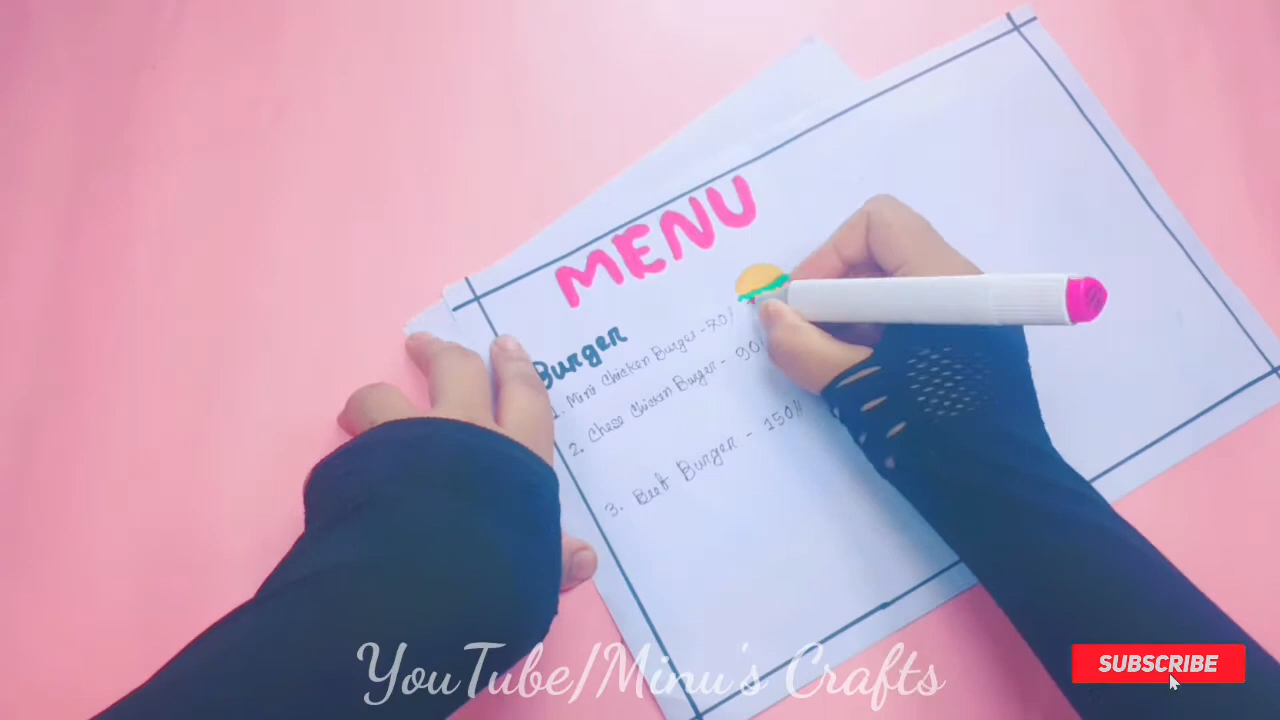 MENU
Burger
1. Mini Chicken Burger - 70/
2. Chese Chicken Burger - 90/
3. Beef Burger - 150/-
YouTube/Minu's Crafts
SUBSCRIBE